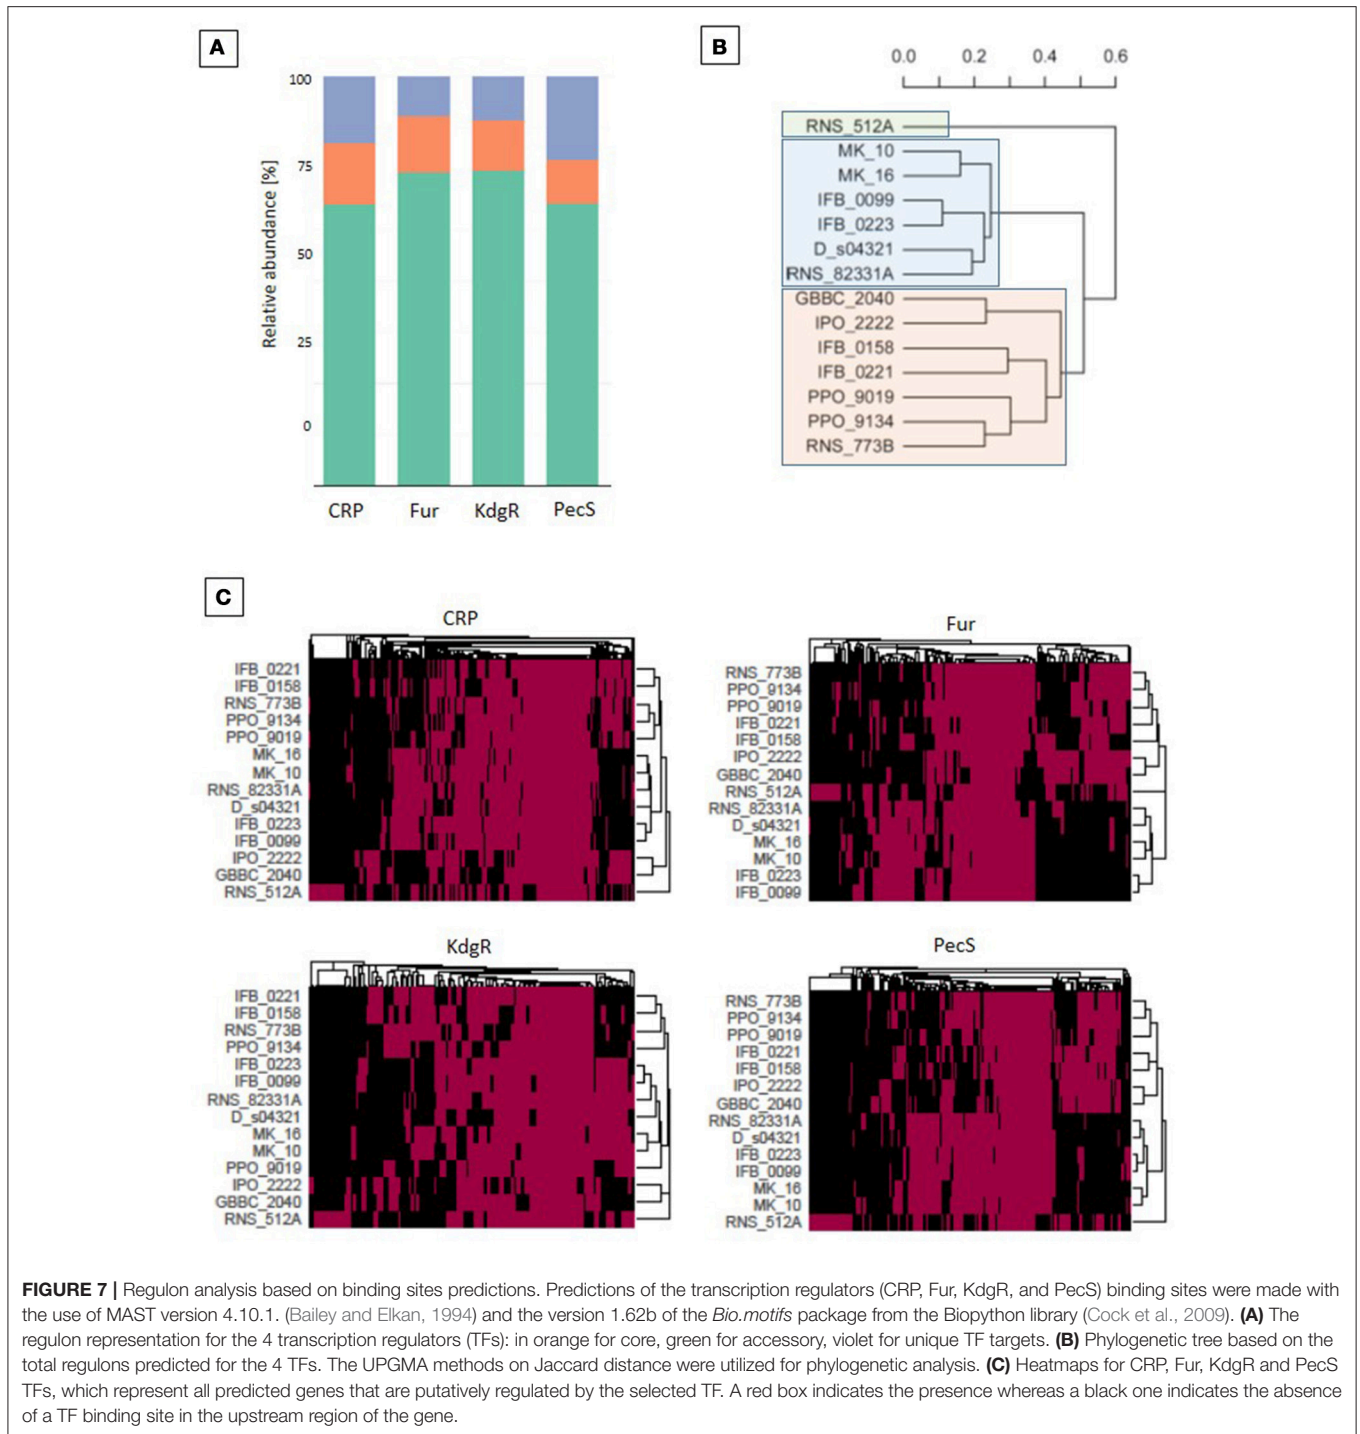 A
100
75
50
25
0
Relative abundance [%]
CRP
Fur
KdgR
PecS
B
0.0
0.2
0.4
0.6
RNS_512A
MK_10
MK_16
IFB_0099
IFB_0223
D_s04321
RNS_82331A
GBBC_2040
IPO_2222
IFB_0158
IFB_0221
PPO_9019
PPO_9134
RNS_773B
C
CRP
IFB_0221
IFB_0158
RNS_773B
PPO_9134
PPO_9019
MK_16
MK_10
RNS_82331A
D_s04321
IFB_0223
IFB_0099
IPO_2222
GBBC_2040
RNS_512A
Fur
RNS_773B
PPO_9134
PPO_9019
IFB_0221
IFB_0158
IPO_2222
GBBC_2040
RNS_512A
RNS_82331A
D_s04321
MK_16
MK_10
IFB_0223
IFB_0099
KdgR
IFB_0221
IFB_0158
RNS_773B
PPO_9134
IFB_0223
IFB_0099
RNS_82331A
D_s04321
MK_16
MK_10
PPO_9019
IPO_2222
GBBC_2040
RNS_512A
PecS
RNS_773B
PPO_9134
PPO_9019
IFB_0221
IFB_0158
IPO_2222
GBBC_2040
RNS_82331A
D_s04321
IFB_0223
IFB_0099
MK_16
MK_10
RNS_512A
FIGURE 7 | Regulon analysis based on binding sites predictions. Predictions of the transcription regulators (CRP, Fur, KdgR, and PecS) binding sites were made with
the use of MAST version 4.10.1. (Bailey and Elkan, 1994) and the version 1.62b of the Bio.motifs package from the Biopython library (Cock et al., 2009). (A) The
regulon representation for the 4 transcription regulators (TFs): in orange for core, green for accessory, violet for unique TF targets. (B) Phylogenetic tree based on the
total regulons predicted for the 4 TFs. The UPGMA methods on Jaccard distance were utilized for phylogenetic analysis. (C) Heatmaps for CRP, Fur, KdgR and PecS
TFs, which represent all predicted genes that are putatively regulated by the selected TF. A red box indicates the presence whereas a black one indicates the absence
of a TF binding site in the upstream region of the gene.